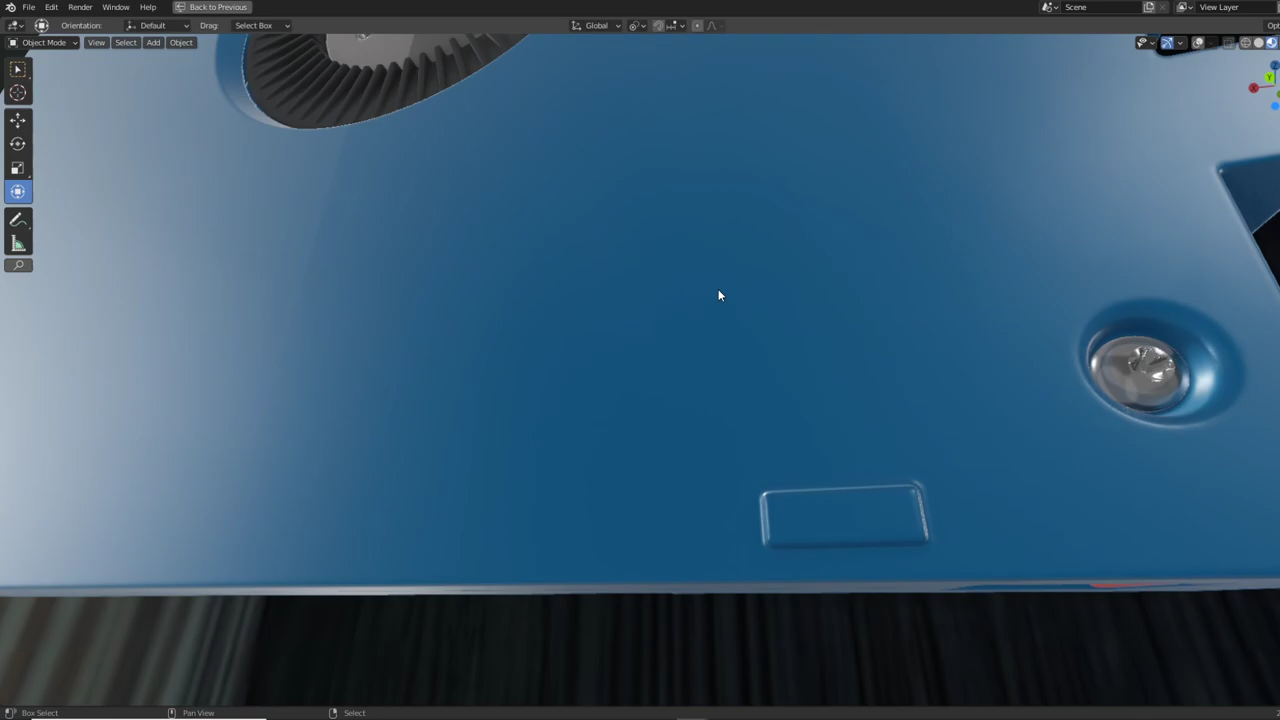 File Edit Render Window Help Back to Previous Scene View Layer
Orientation: Default Drag: Select Box Global
Object Mode View Select Add Object
Z
Y
X
Box Select Pan View Select